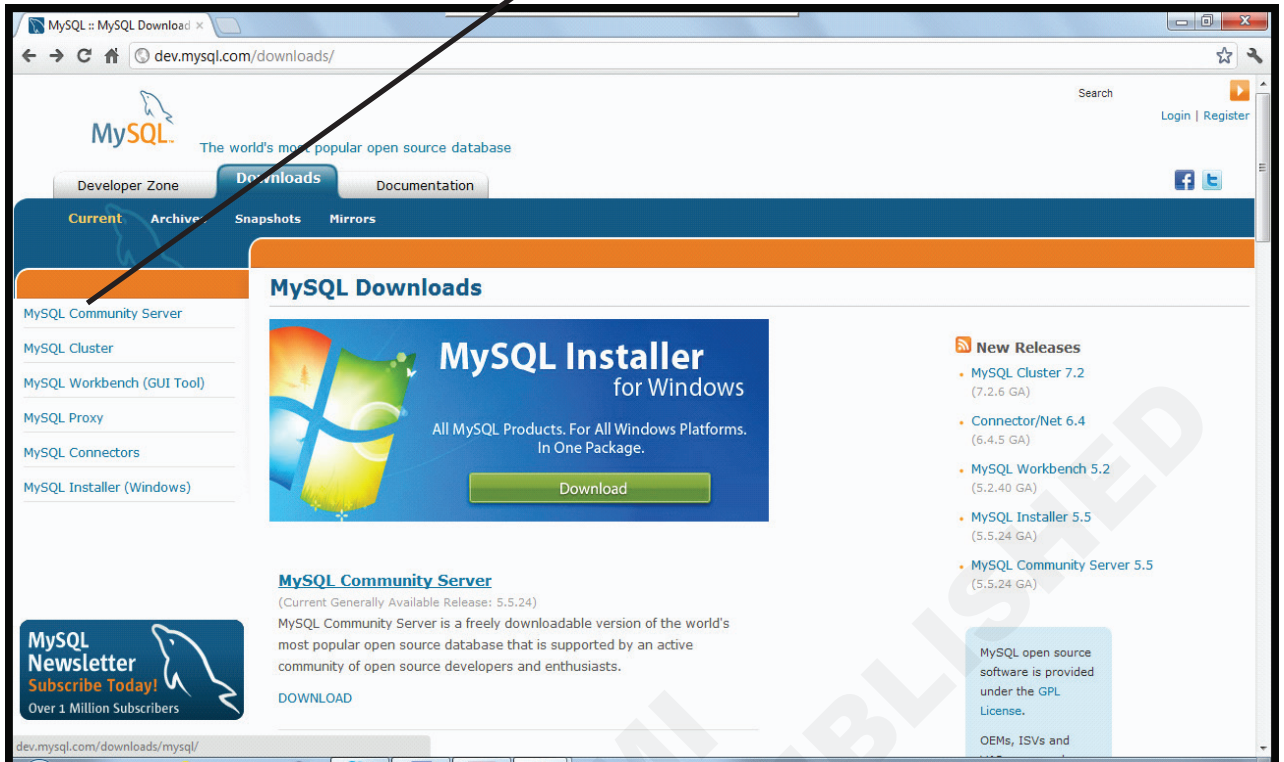 MySQL :: MySQL Download
dev.mysql.com/downloads/
Search
Login | Register
MySQL
The world's most popular open source database
Developer Zone
Downloads
Documentation
Current
Archives
Snapshots
Mirrors
MySQL Downloads
MySQL Community Server
MySQL Cluster
MySQL Workbench (GUI Tool)
MySQL Proxy
MySQL Connectors
MySQL Installer (Windows)
MySQL
Newsletter
Subscribe Today!
Over 1 Million Subscribers
MySQL Installer
for Windows
All MySQL Products. For All Windows Platforms.
In One Package.
Download
MySQL Community Server
(Current Generally Available Release: 5.5.24)
MySQL Community Server is a freely downloadable version of the world's
most popular open source database that is supported by an active
community of open source developers and enthusiasts.
DOWNLOAD
New Releases
MySQL Cluster 7.2
(7.2.6 GA)
Connector/Net 6.4
(6.4.5 GA)
MySQL Workbench 5.2
(5.2.40 GA)
MySQL Installer 5.5
(5.5.24 GA)
MySQL Community Server 5.5
(5.5.24 GA)
MySQL open source
software is provided
under the GPL
License.
OEMs, ISVs and
dev.mysql.com/downloads/mysql/